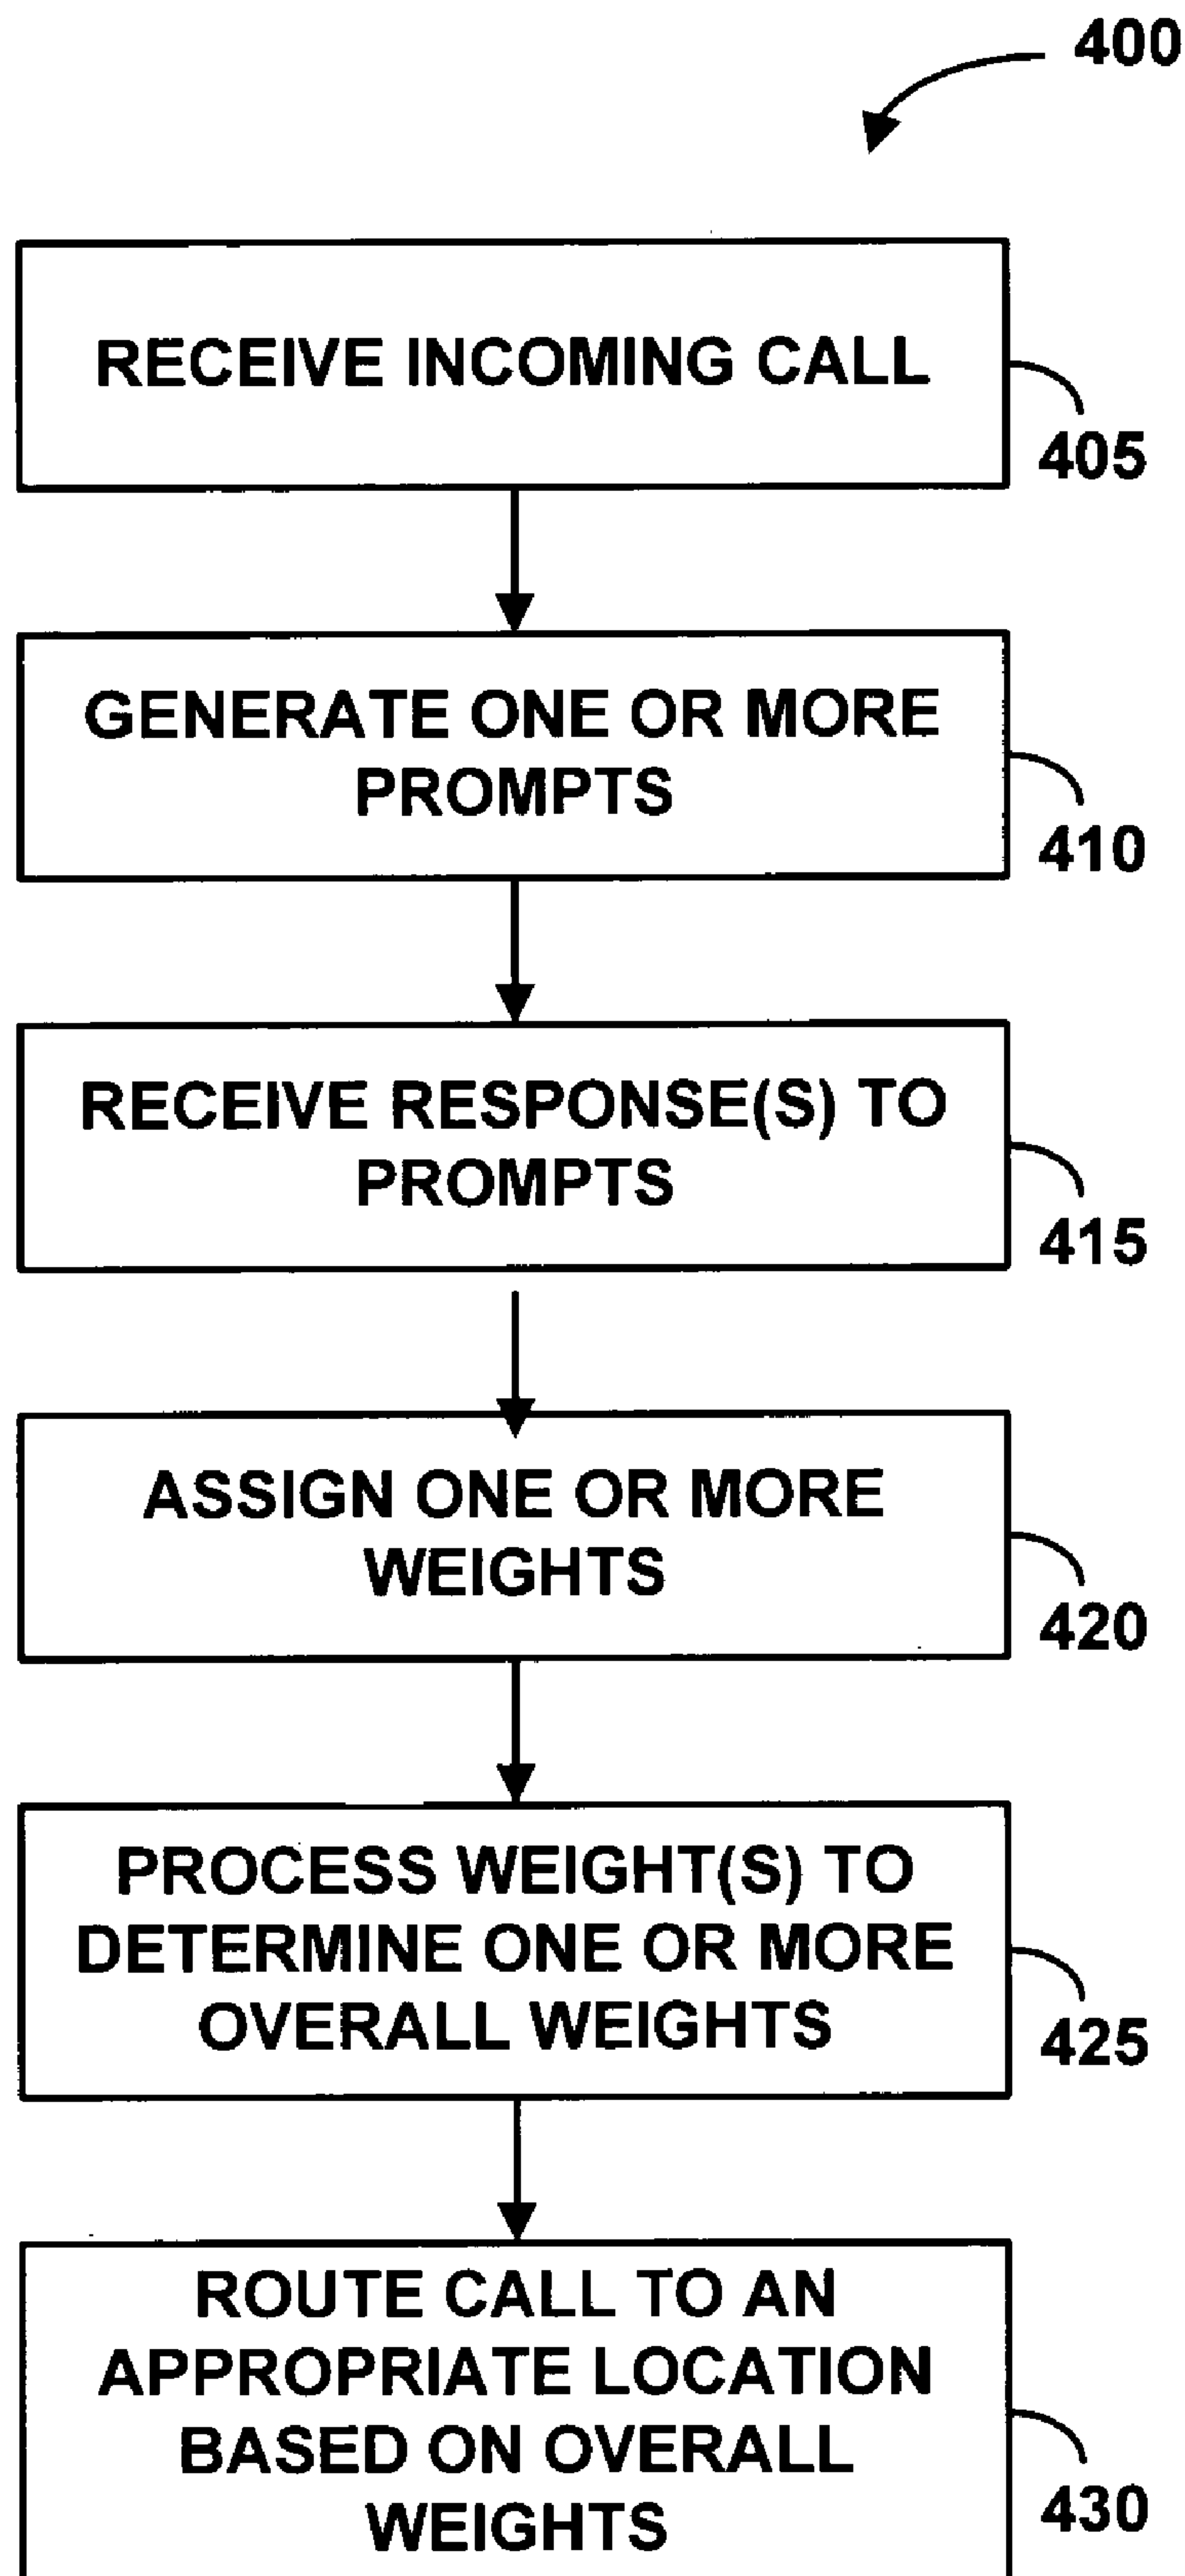 400
RECEIVE INCOMING CALL
405
GENERATE ONE OR MORE
PROMPTS
410
RECEIVE RESPONSE(S) TO
PROMPTS
415
ASSIGN ONE OR MORE
WEIGHTS
420
PROCESS WEIGHT(S) TO
DETERMINE ONE OR MORE
OVERALL WEIGHTS
425
ROUTE CALL TO AN
APPROPRIATE LOCATION
BASED ON OVERALL
WEIGHTS
430